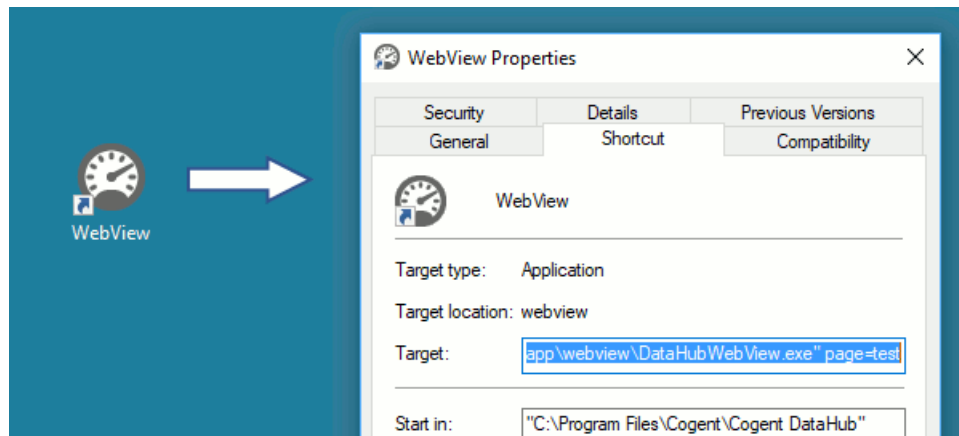 WebView
WebView Properties
Security Details Previous Versions
General Shortcut Compatibility
WebView
Target type: Application
Target location: webview
Target: app\webview\DataHubWebView.exe" page=test
Start in: "C:\Program Files\Cogent\Cogent DataHub"